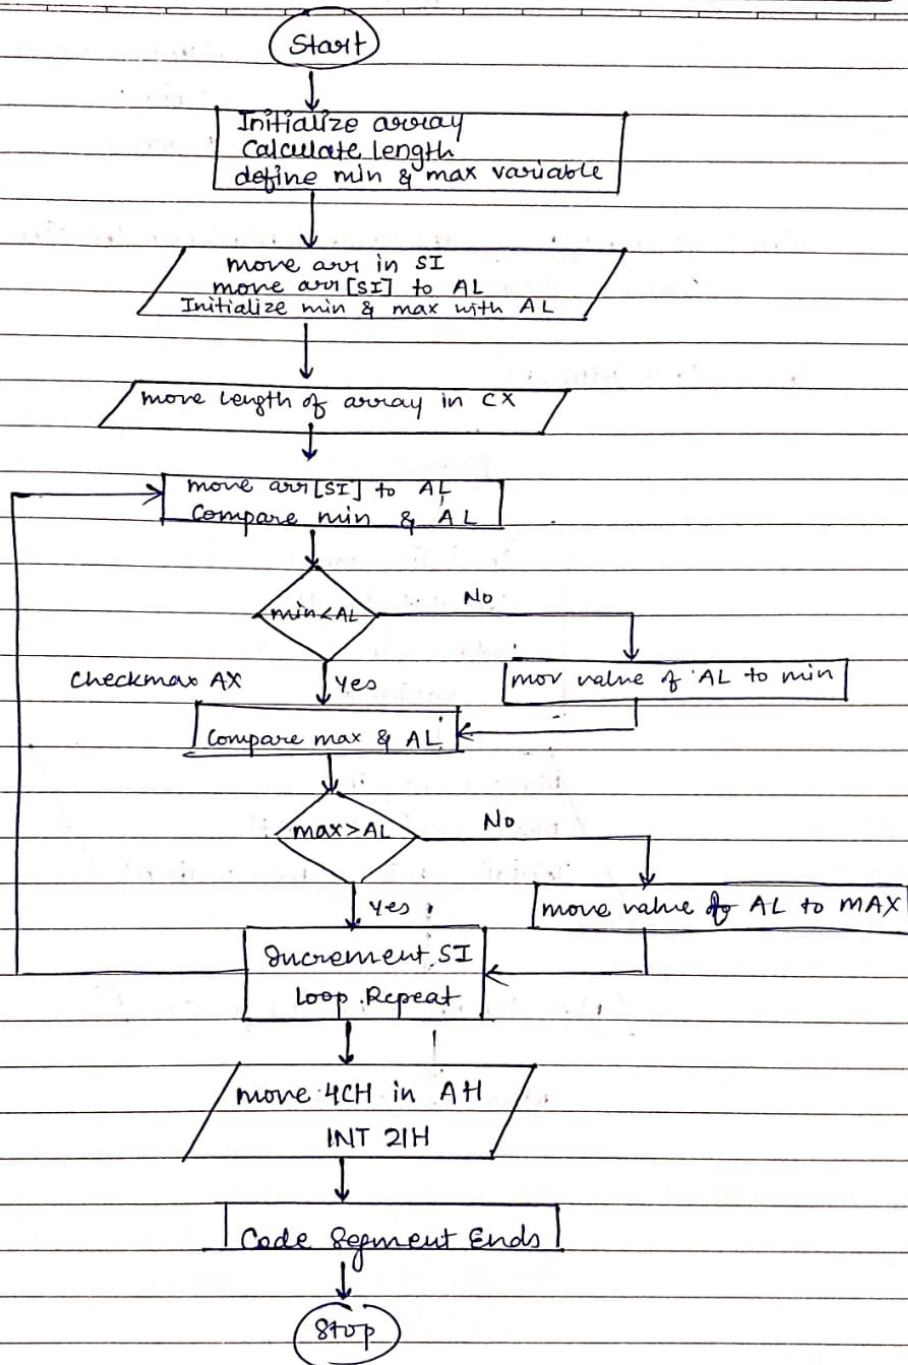 Start
Initialize array
Calculate length
define min & max variable
move arr in SI
move arr[SI] to AL
Initialize min & max with AL
move length of array in CX
move arr[SI] to AL
Compare min & AL
min<AL
No
Checkmax AX
Yes
mov value of AL to min
Compare max & AL
max>AL
No
Yes
move value of AL to MAX
Increment SI
Loop Repeat
move 4CH in AH
INT 21H
Code Segment Ends
Stop